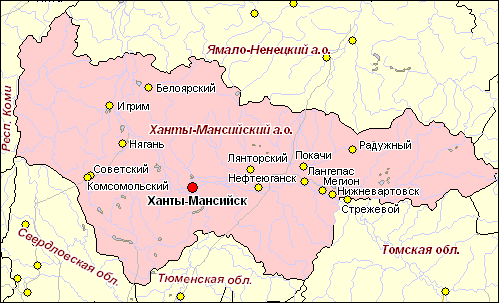 Ямало-Ненецкий а.о.
Респ. Коми
Белоярский
Игрим
Ханты-Мансийский а.о.
Нягань
Радужный
Покачи
Лянторский
Советский
Лангепас
Комсомольский
Нефтеюганск
Мегион
Нижневартовск
Ханты-Мансийск
Стрежевой
Свердловская обл.
Томская обл.
Тюменская обл.